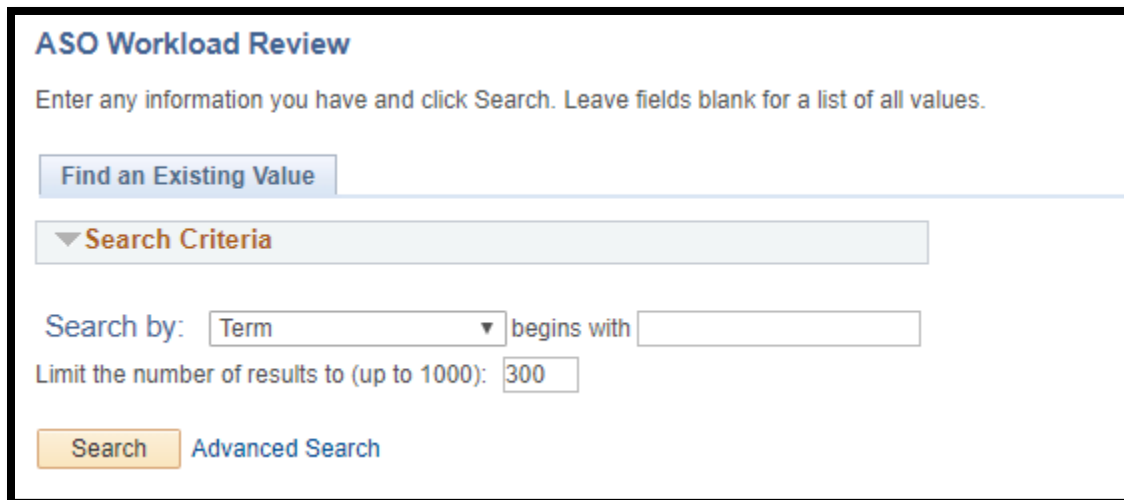 ASO Workload Review
Enter any information you have and click Search. Leave fields blank for a list of all values.
Find an Existing Value
Search Criteria
Search by: Term begins with
Limit the number of results to (up to 1000): 300
Search Advanced Search